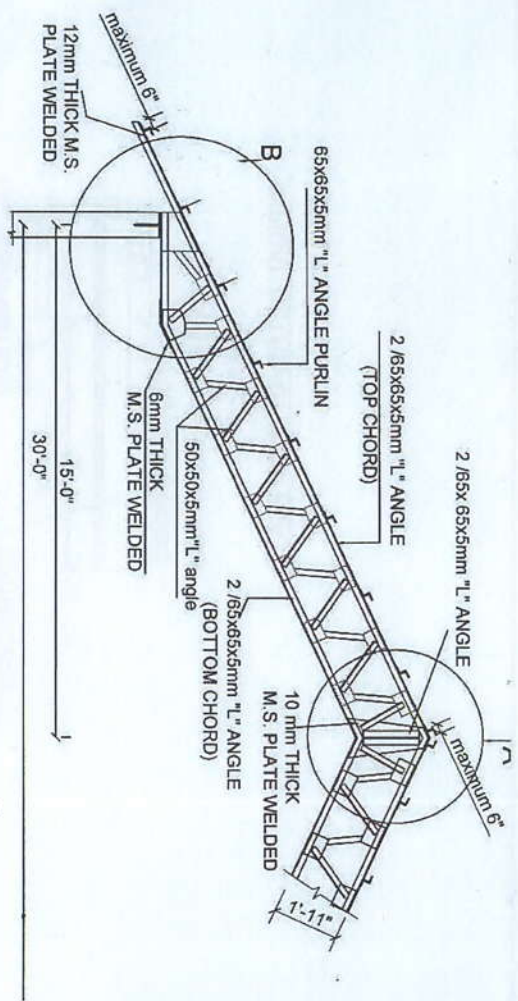 maximum 6"
12mm THICK M.S.
PLATE WELDED
B
65x65x5mm "L" ANGLE PURLIN
2 /65x65x5mm "L" ANGLE
(TOP CHORD)
2 /65x 65x5mm "L" ANGLE
maximum 6"
A
6mm THICK
M.S. PLATE WELDED
50x50x5mm"L" angle
2 /65x65x5mm "L" ANGLE
(BOTTOM CHORD)
10 mm THICK
M.S. PLATE WELDED
1'-11"
15'-0"
30'-0"